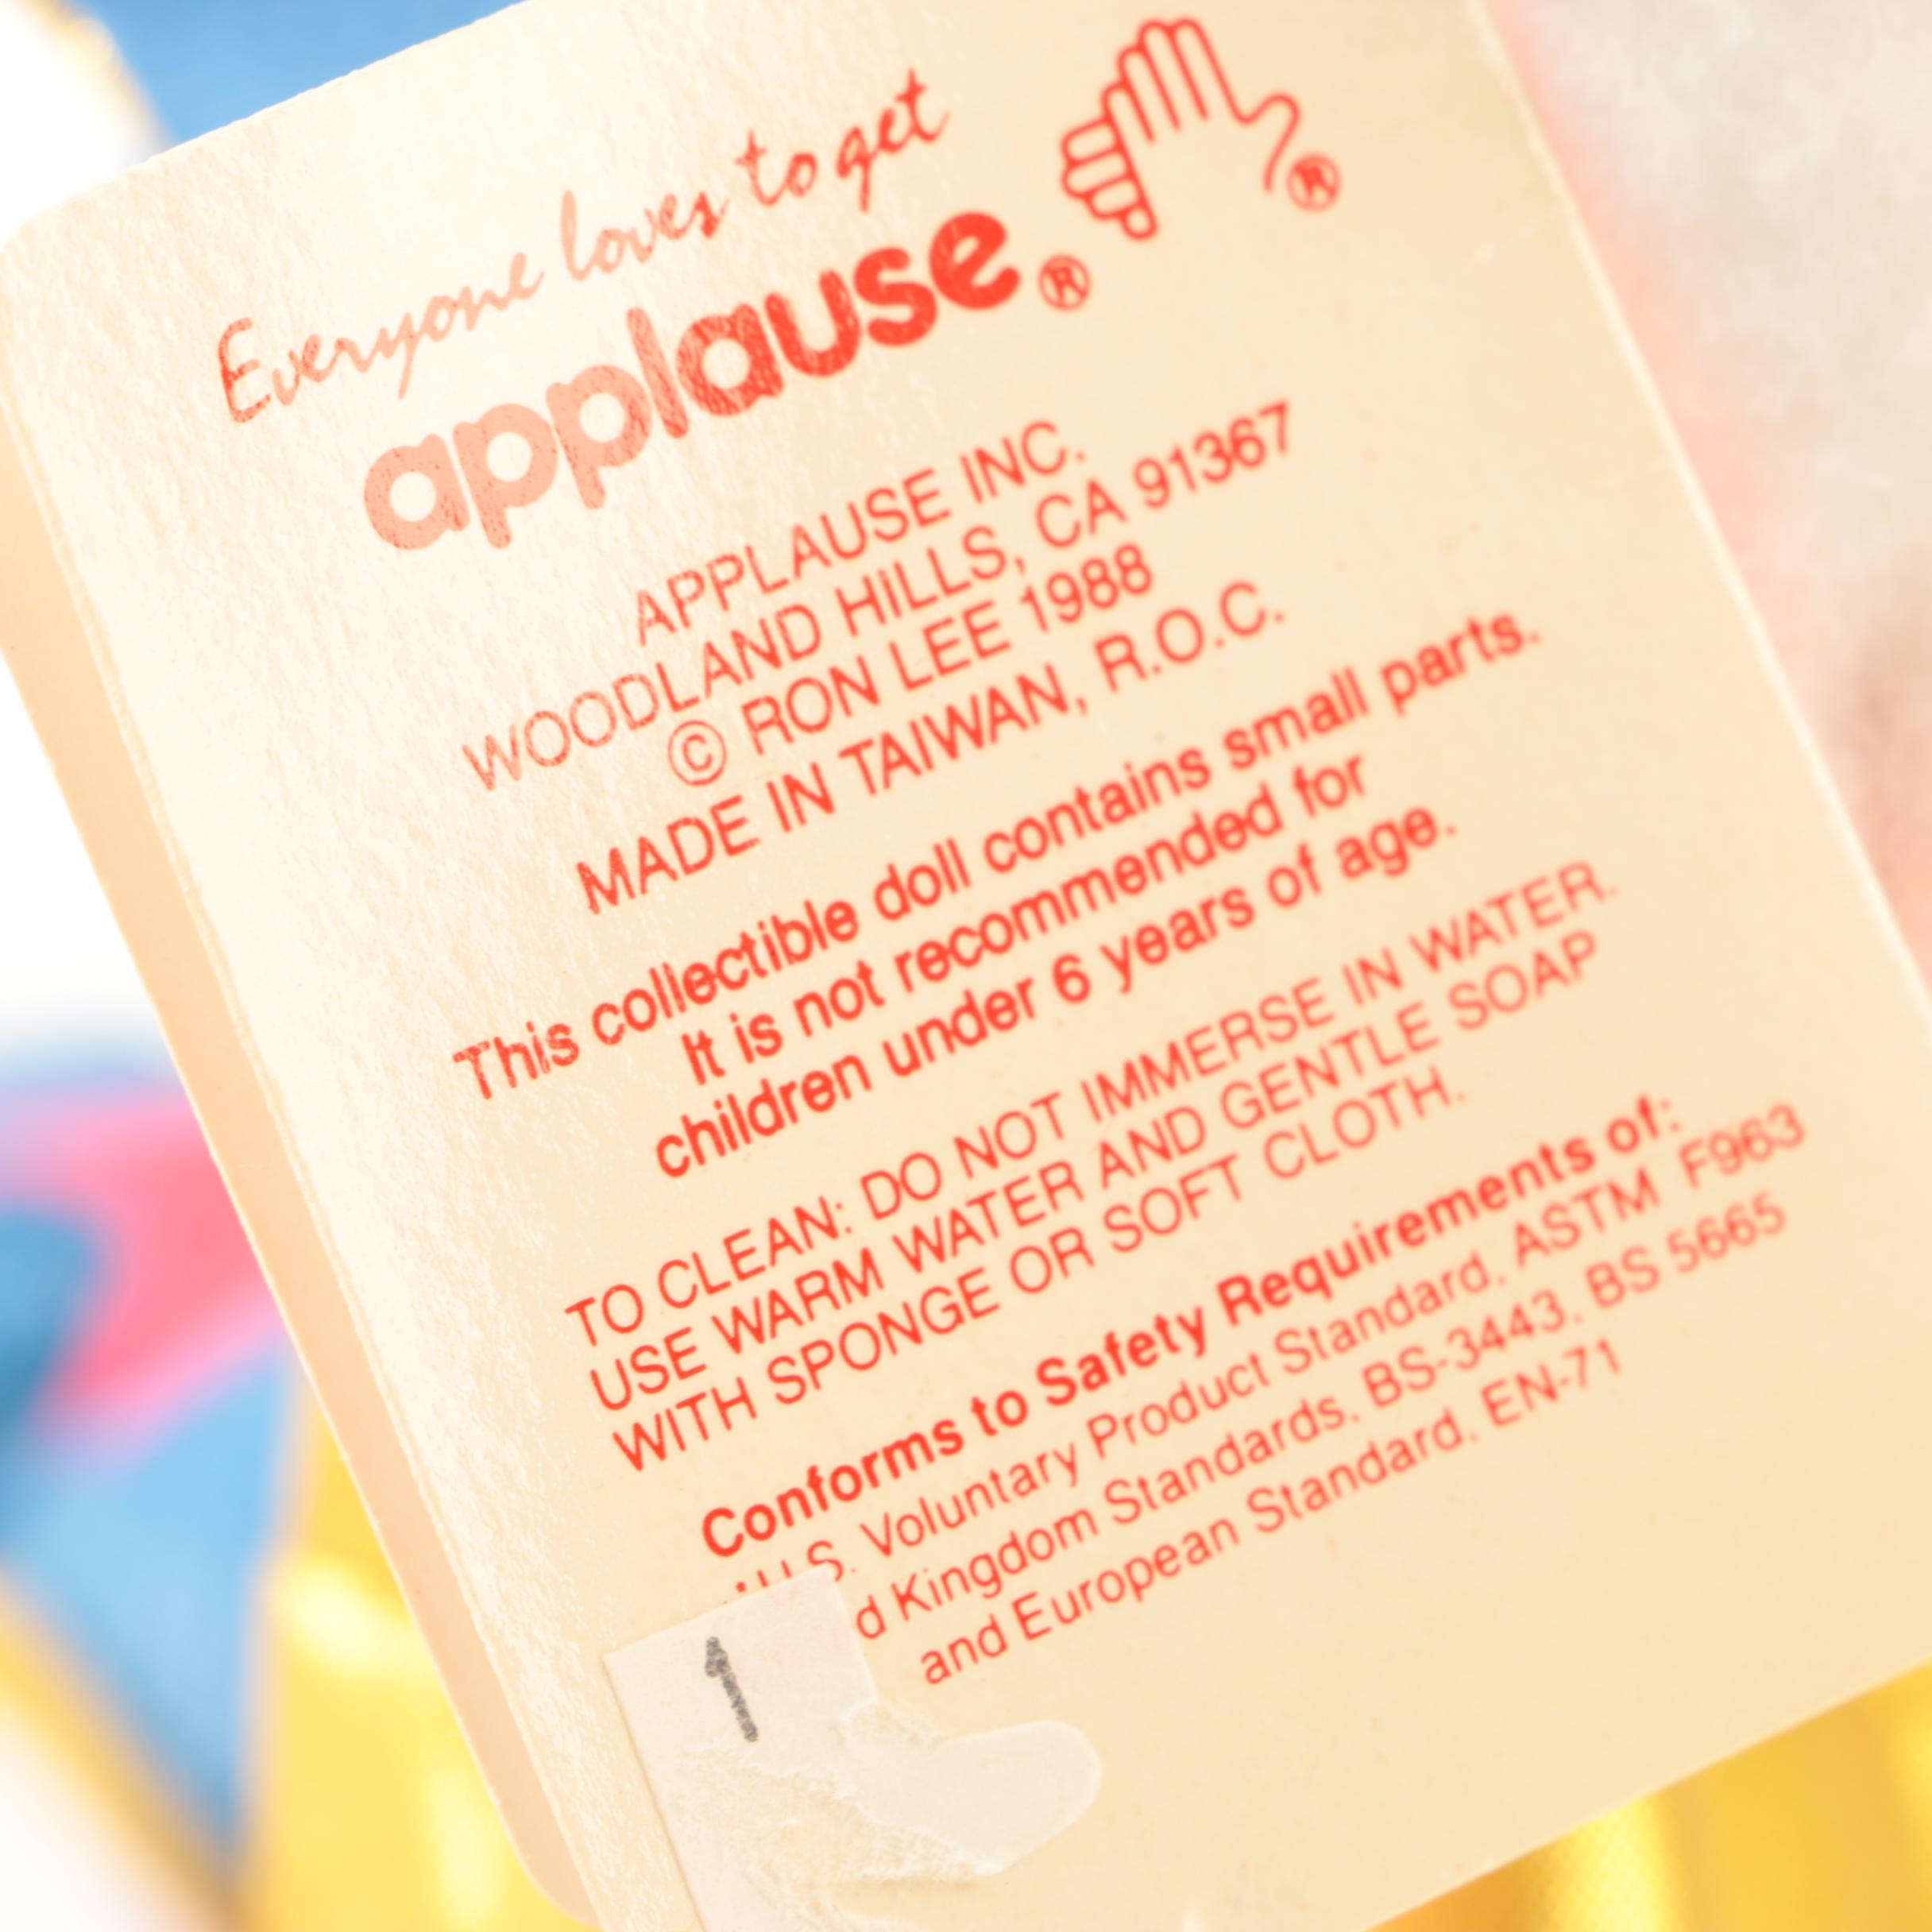 Everyone loves to get
applause®
®
APPLAUSE INC.
WOODLAND HILLS, CA 91367
© RON LEE 1988
MADE IN TAIWAN, R.O.C.
This collectible doll contains small parts.
It is not recommended for
children under 6 years of age.
TO CLEAN: DO NOT IMMERSE IN WATER.
USE WARM WATER AND GENTLE SOAP
WITH SPONGE OR SOFT CLOTH.
Conforms to Safety Requirements of:
U.S. Voluntary Product Standard, ASTM F963
d Kingdom Standards, BS-3443, BS 5665
and European Standard, EN-71
1